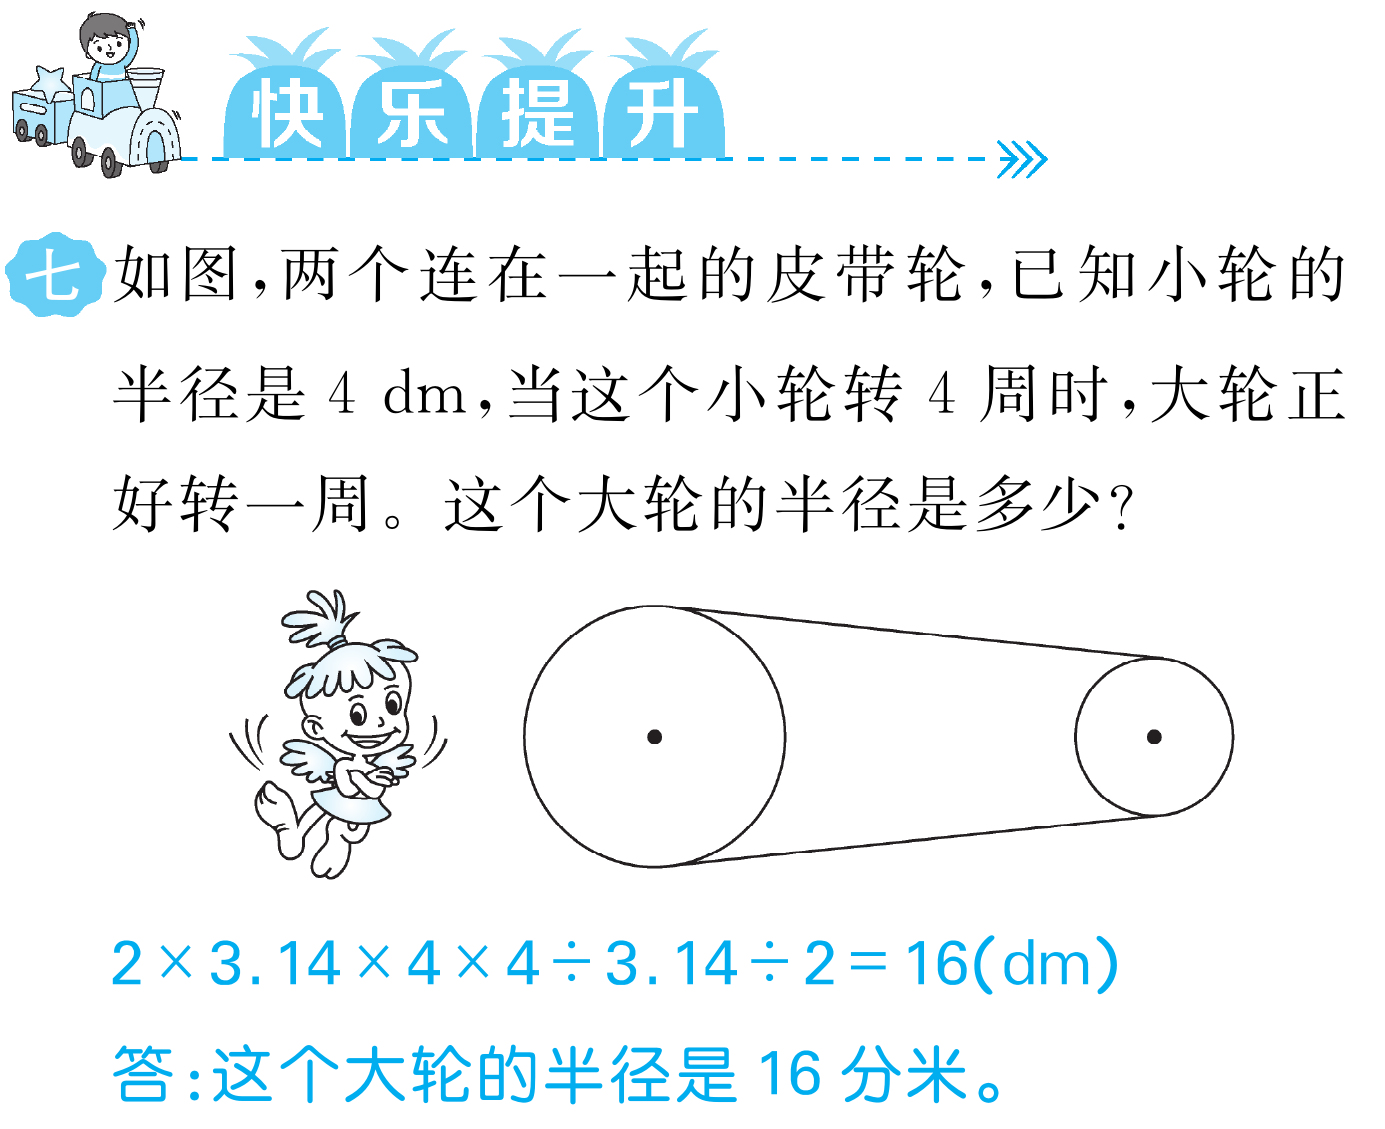 快乐提升
七 如图,两个连在一起的皮带轮,已知小轮的
半径是 4 dm,当这个小轮转 4 周时,大轮正
好转一周。这个大轮的半径是多少?
2×3.14×4×4÷3.14÷2=16(dm)
答:这个大轮的半径是 16 分米。